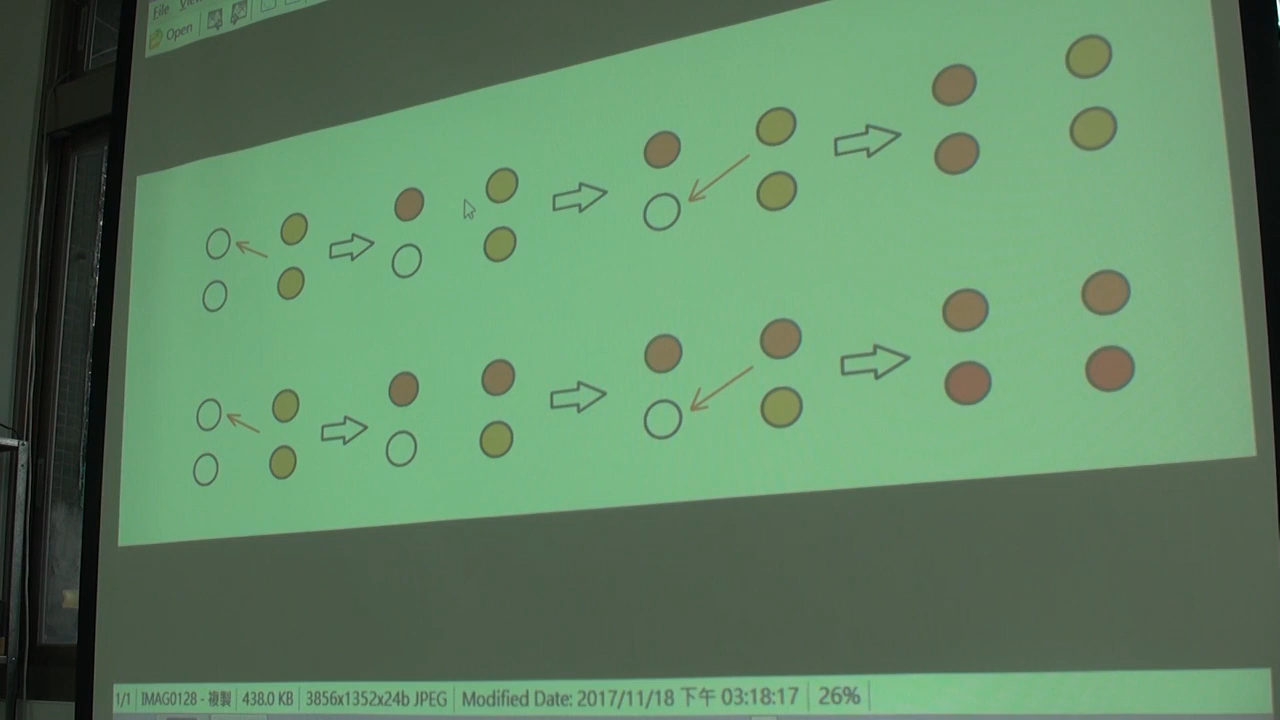 File View
Open
1/1 IMAG0128 - 複製 438.0 KB 3856x1352x24b JPEG Modified Date: 2017/11/18 下午 03:18:17 26%